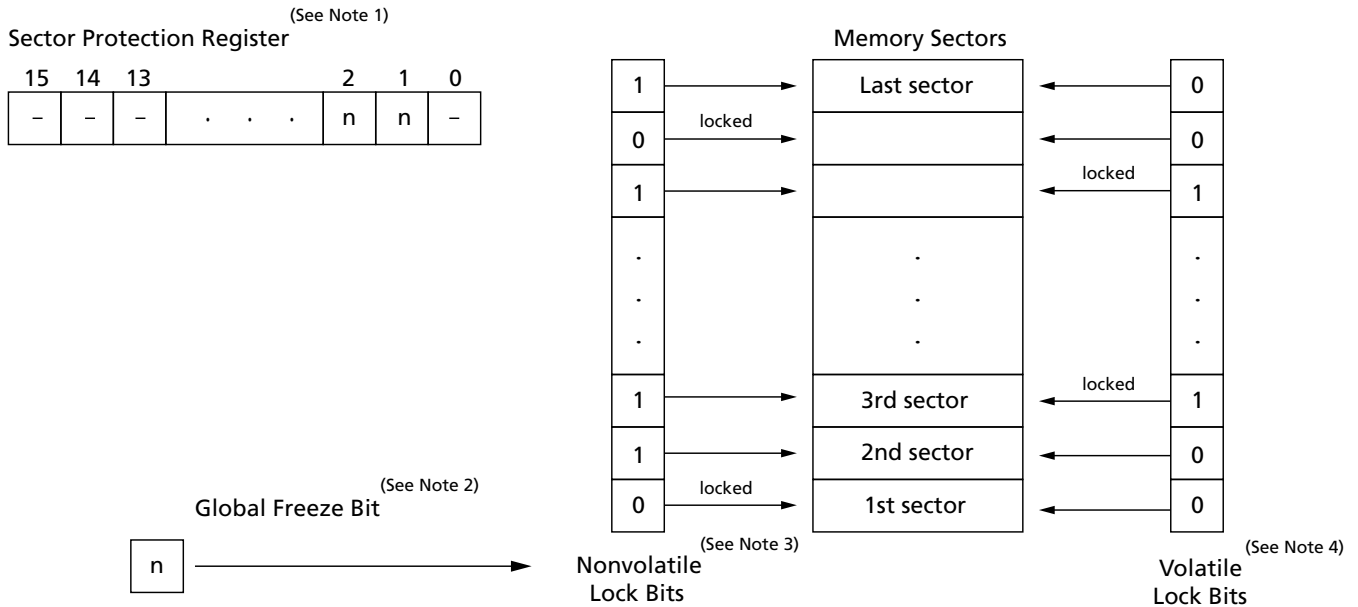 (See Note 1)
Sector Protection Register
15 14 13 2 1 0
– – – . . . n n –
Memory Sectors
1 Last sector 0
0 locked 0
1 locked 1
. . .
. . .
. . .
1 3rd sector locked 1
1 2nd sector 0
0 locked 1st sector 0
Global Freeze Bit (See Note 2)
n
Nonvolatile (See Note 3)
Lock Bits
Volatile (See Note 4)
Lock Bits